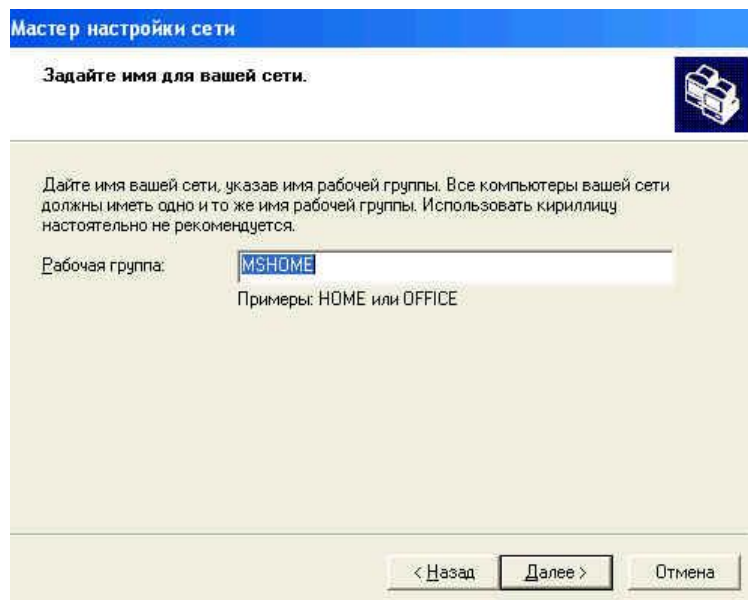 Мастер настройки сети
Задайте имя для вашей сети.
Дайте имя вашей сети, указав имя рабочей группы. Все компьютеры вашей сети
должны иметь одно и то же имя рабочей группы. Использовать кириллицу
настоятельно не рекомендуется.
Рабочая группа: MSHOME
Примеры: HOME или OFFICE
< Назад Далее > Отмена